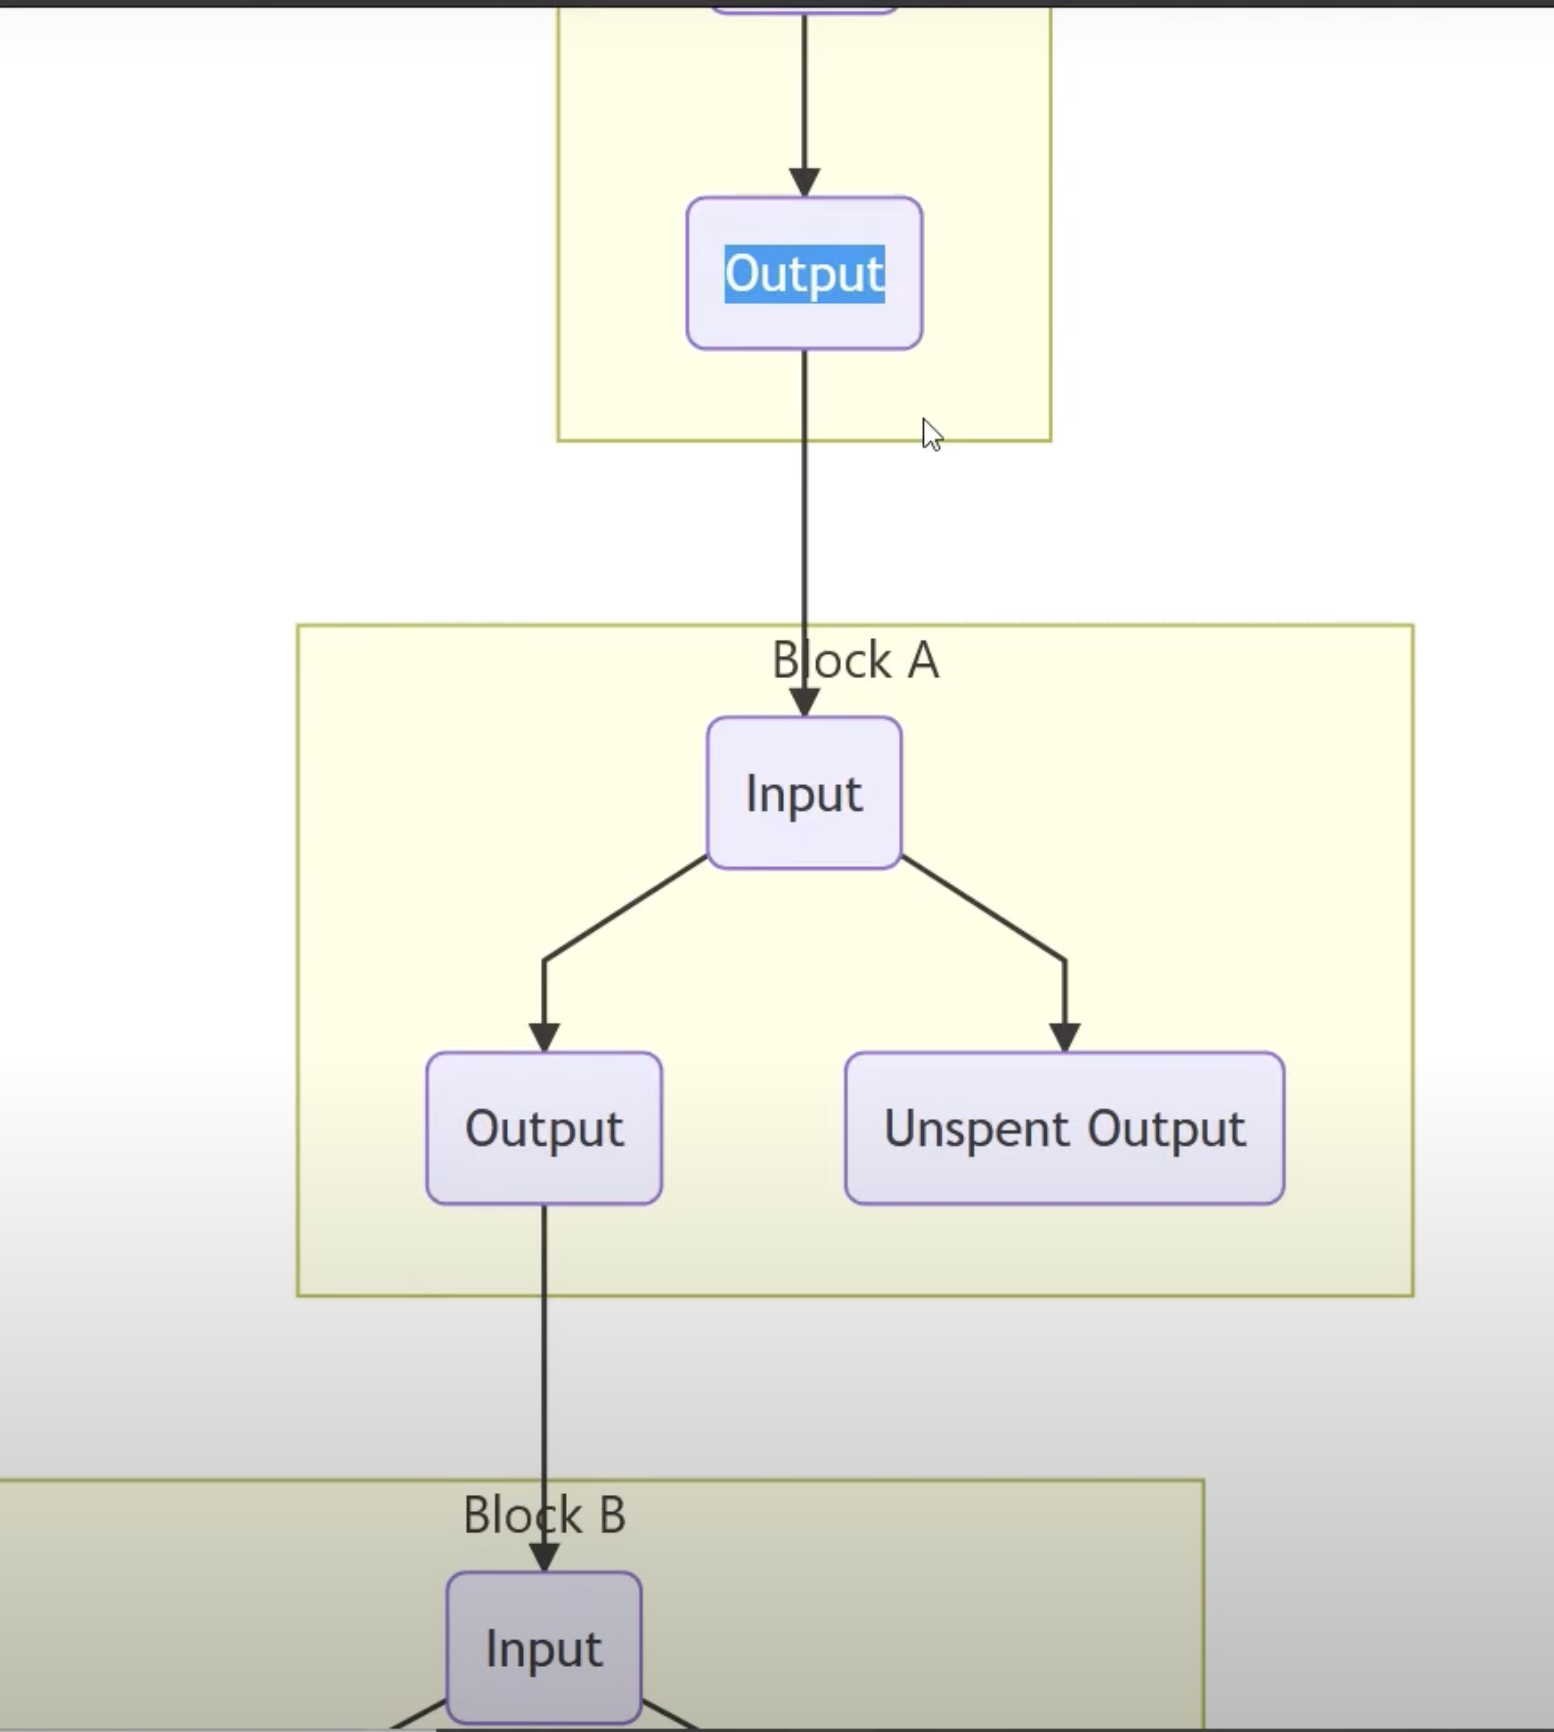 Output
Block A
Input
Output
Unspent Output
Block B
Input